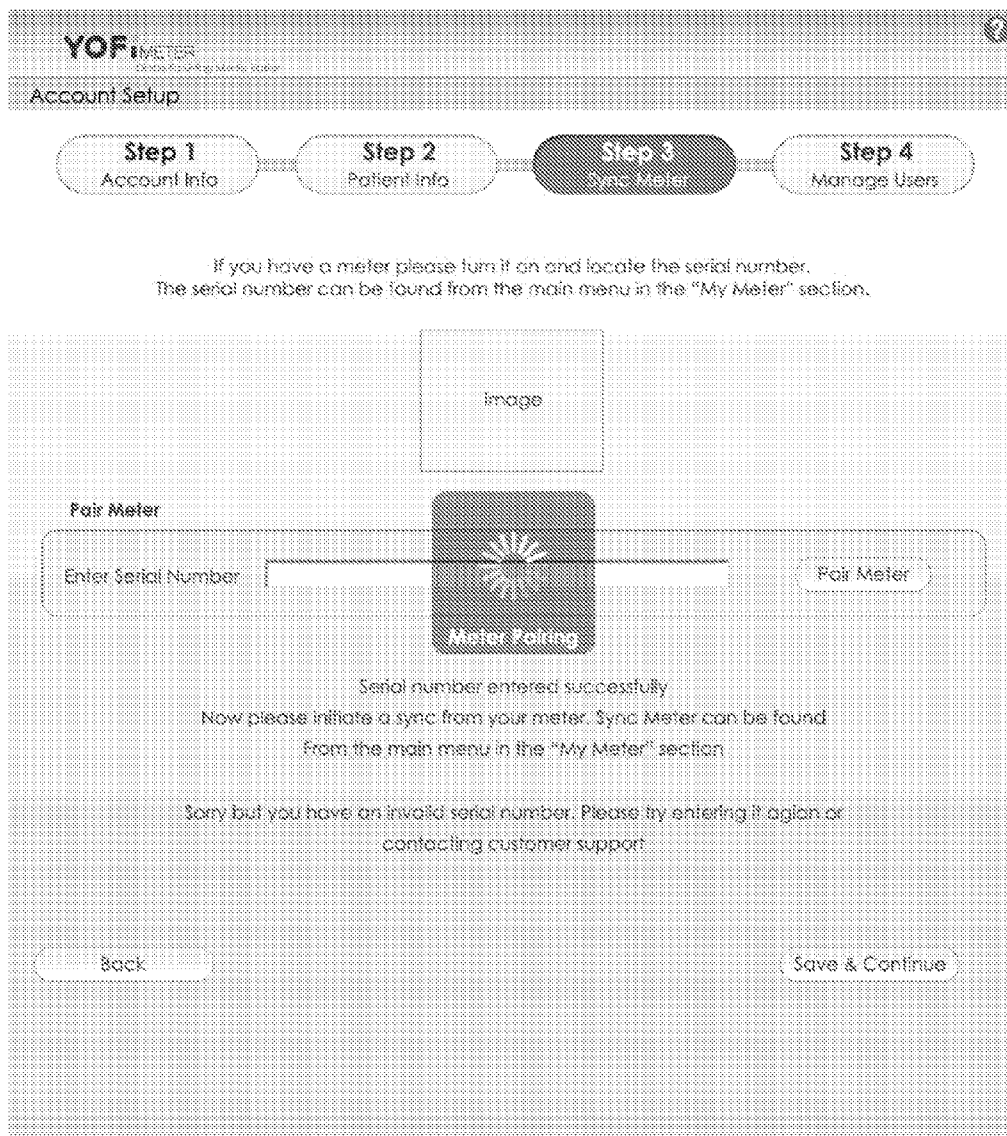 ?
YOFiMETER
Account Setup
Step 1
Account Info
Step 2
Patient Info
Step 3
Sync Meter
Step 4
Manage Users
If you have a meter please turn it on and locate the serial number.
The serial number can be found from the main menu in the "My Meter" section.
Image
Pair Meter
Enter Serial Number
Pair Meter
Meter Pairing
Serial number entered successfully
Now please initiate a sync from your meter. Sync Meter can be found
From the main menu in the "My Meter" section
Sorry but you have an invalid serial number. Please try entering it agian or
contacting customer support
Back
Save & Continue